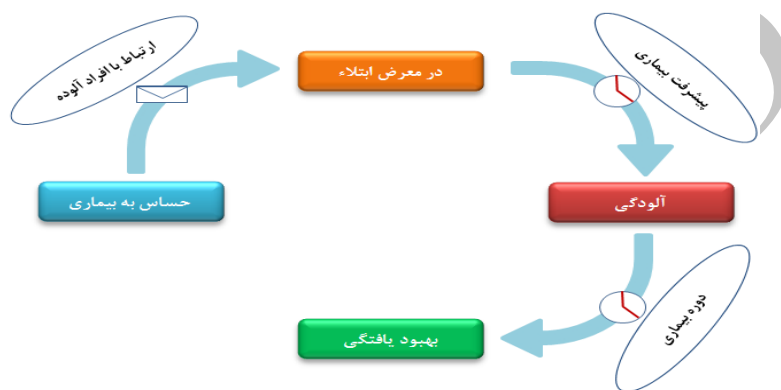 ارتباط با افراد آلوده
در معرض ابتلاء
پیشرفت بیماری
حساس به بیماری
آلودگی
دوره بیماری
بهبود یافتگی